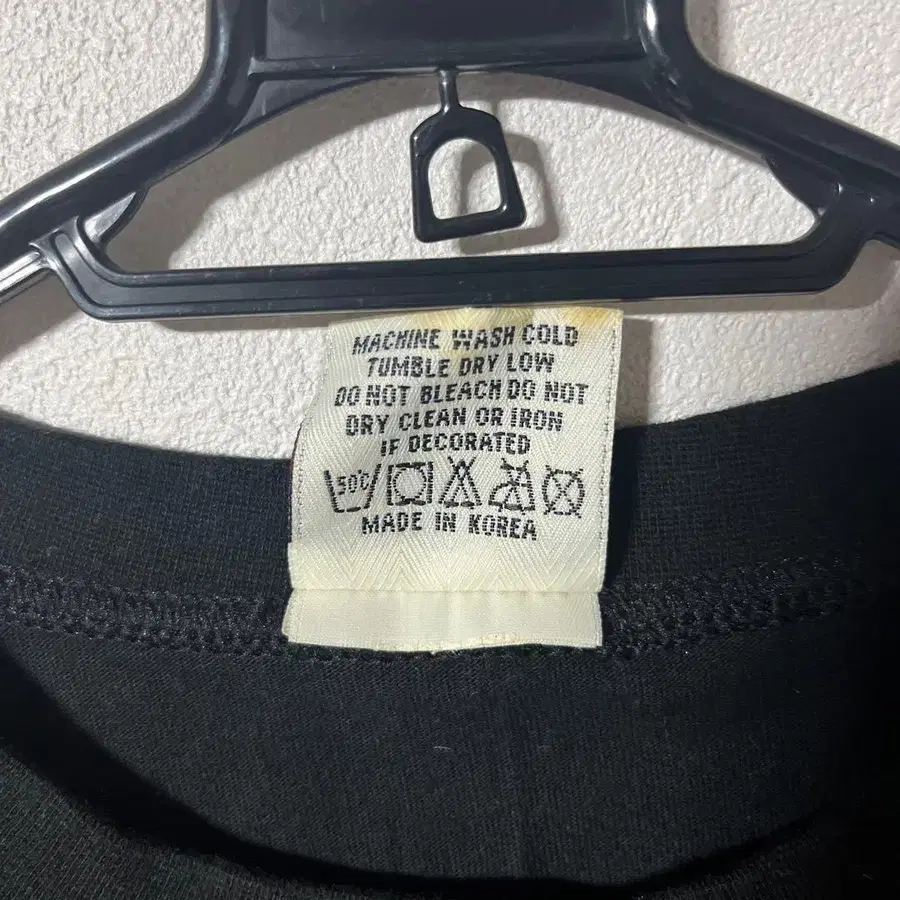 MACHINE WASH COLD
TUMBLE DRY LOW
DO NOT BLEACH DO NOT
DRY CLEAN OR IRON
IF DECORATED
50°C
MADE IN KOREA